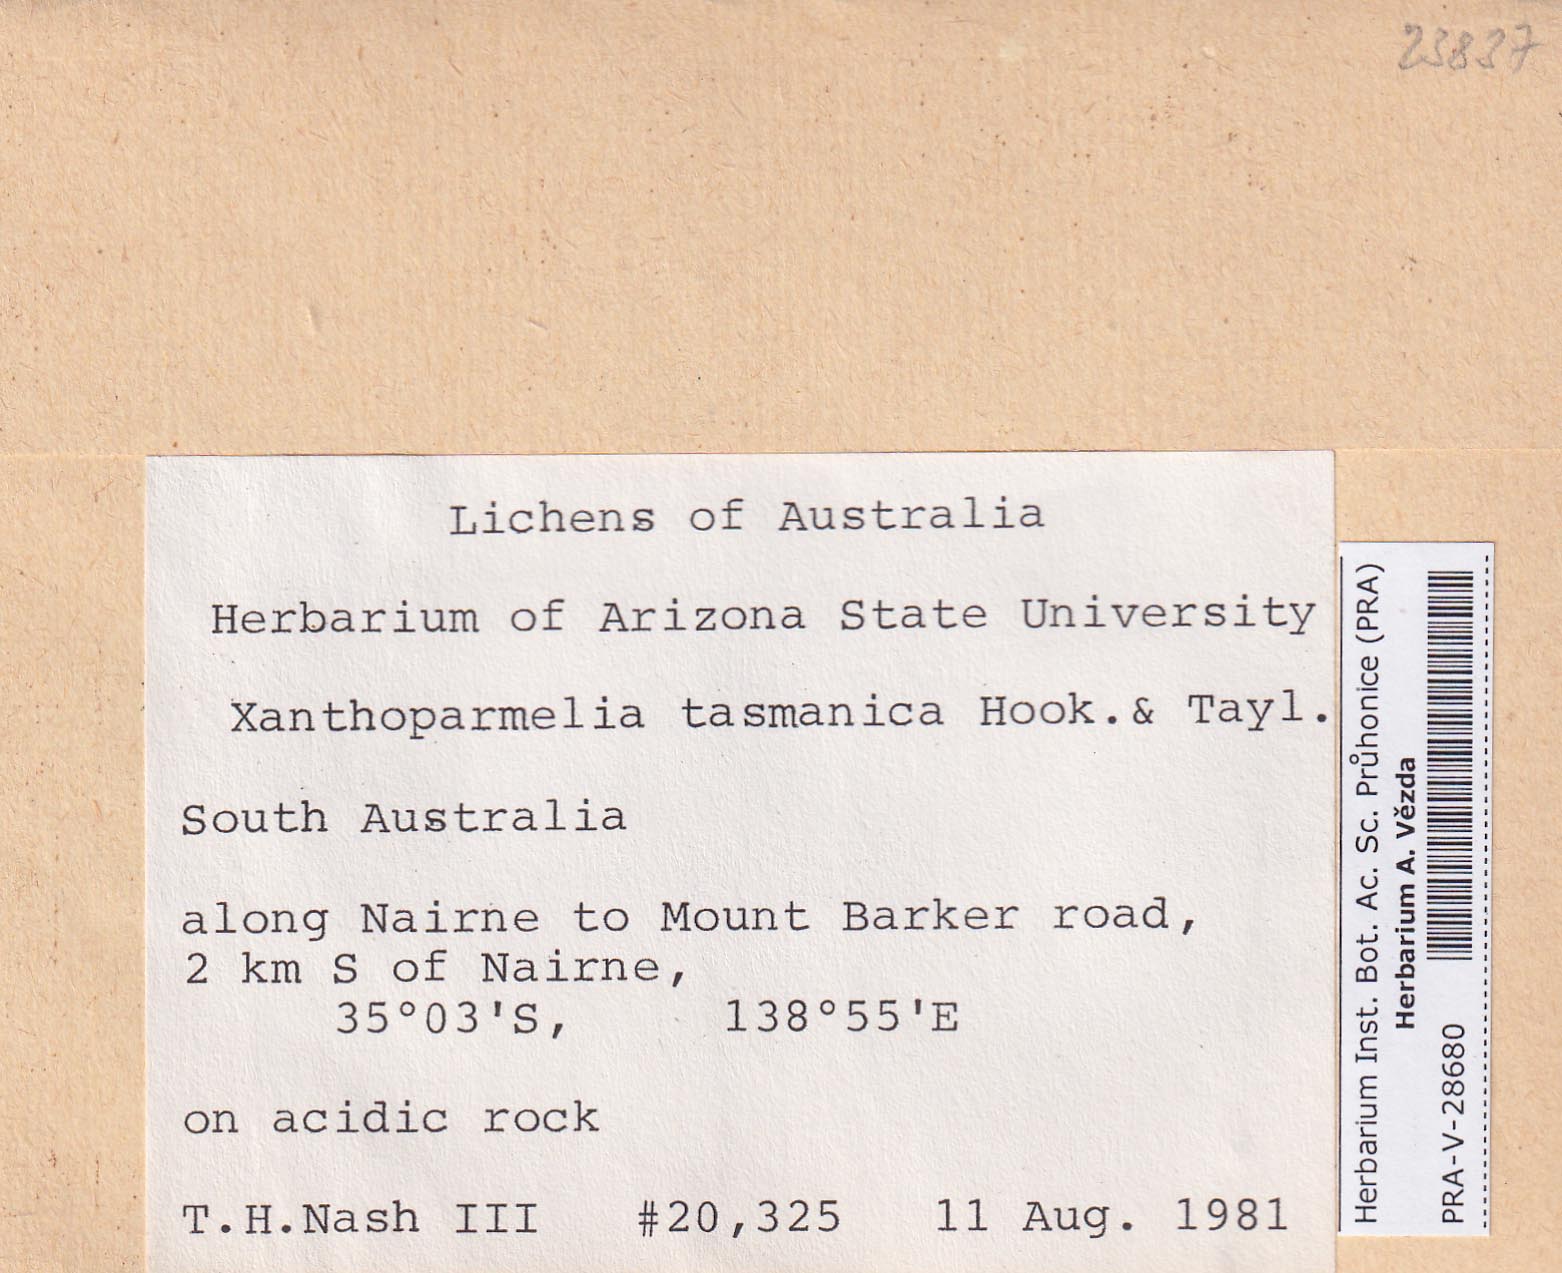 23837
Lichens of Australia
Herbarium of Arizona State University
Xanthoparmelia tasmanica Hook.& Tayl.
South Australia
along Nairne to Mount Barker road,
2 km S of Nairne,
35°03'S, 138°55'E
on acidic rock
T.H.Nash III #20,325 11 Aug. 1981
Herbarium Inst. Bot. Ac. Sc. Průhonice (PRA)
Herbarium A. Vězda
PRA-V-28680